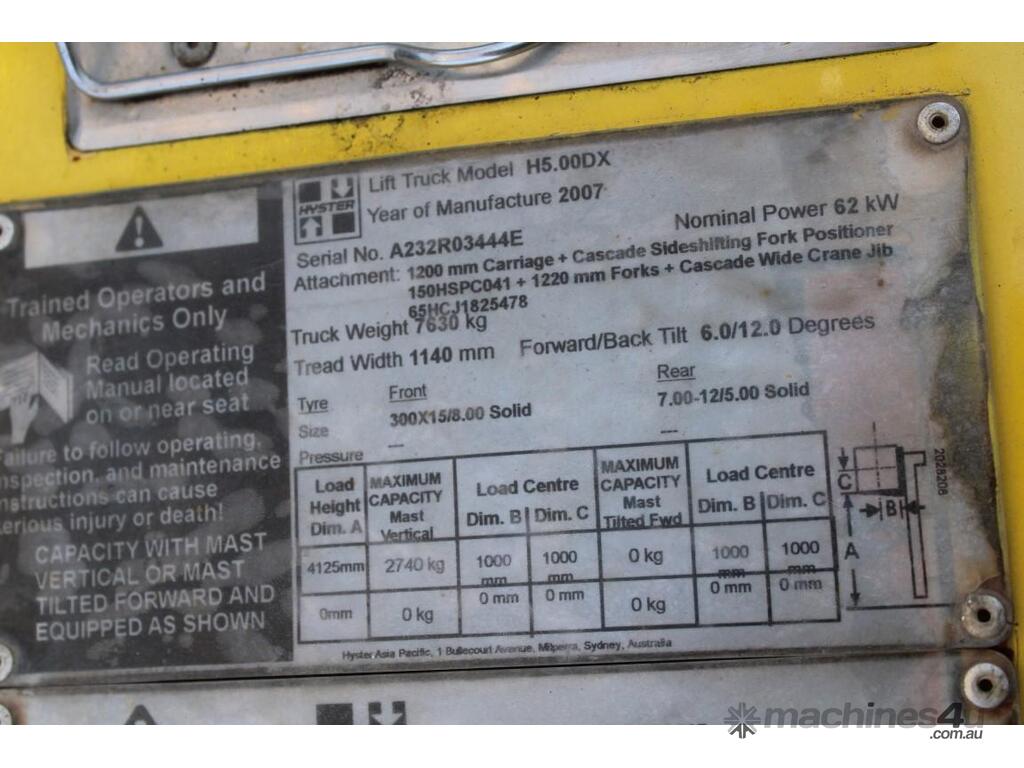 Trained Operators and
Mechanics Only
Read Operating
Manual located
on or near seat
Failure to follow operating,
inspection, and maintenance
instructions can cause
serious injury or death!
CAPACITY WITH MAST
VERTICAL OR MAST
TILTED FORWARD AND
EQUIPPED AS SHOWN
HYSTER
Lift Truck Model H5.00DX
Year of Manufacture 2007
Nominal Power 62 kW
Serial No. A232R03444E
Attachment: 1200 mm Carriage + Cascade Sideshifting Fork Positioner
150HSPC041 + 1220 mm Forks + Cascade Wide Crane Jib
65HCJ1825478
Truck Weight 7630 kg
Tread Width 1140 mm Forward/Back Tilt 6.0/12.0 Degrees
Front Rear
Tyre
Size 300X15/8.00 Solid 7.00-12/5.00 Solid
Pressure --- ---
Load Height Dim. A MAXIMUM CAPACITY Mast Vertical Load Centre Dim. B Dim. C MAXIMUM CAPACITY Mast Tilted Fwd Load Centre Dim. B Dim. C
4125mm 2740 kg 1000 mm 1000 mm 0 kg 1000 mm 1000 mm
0mm 0 kg 0 mm 0 mm 0 kg 0 mm 0 mm
C
B
A
2028208
Hyster Asia Pacific, 1 Bullecourt Avenue, Milperra, Sydney, Australia
machines4u
.com.au